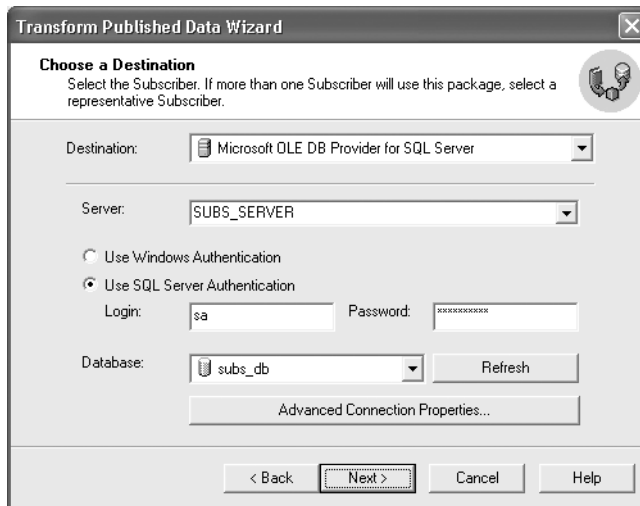 Transform Published Data Wizard
Choose a Destination
Select the Subscriber. If more than one Subscriber will use this package, select a
representative Subscriber.
Destination: Microsoft OLE DB Provider for SQL Server
Server: SUBS_SERVER
Use Windows Authentication
Use SQL Server Authentication
Login: sa Password: **********
Database: subs_db Refresh
Advanced Connection Properties...
< Back Next > Cancel Help